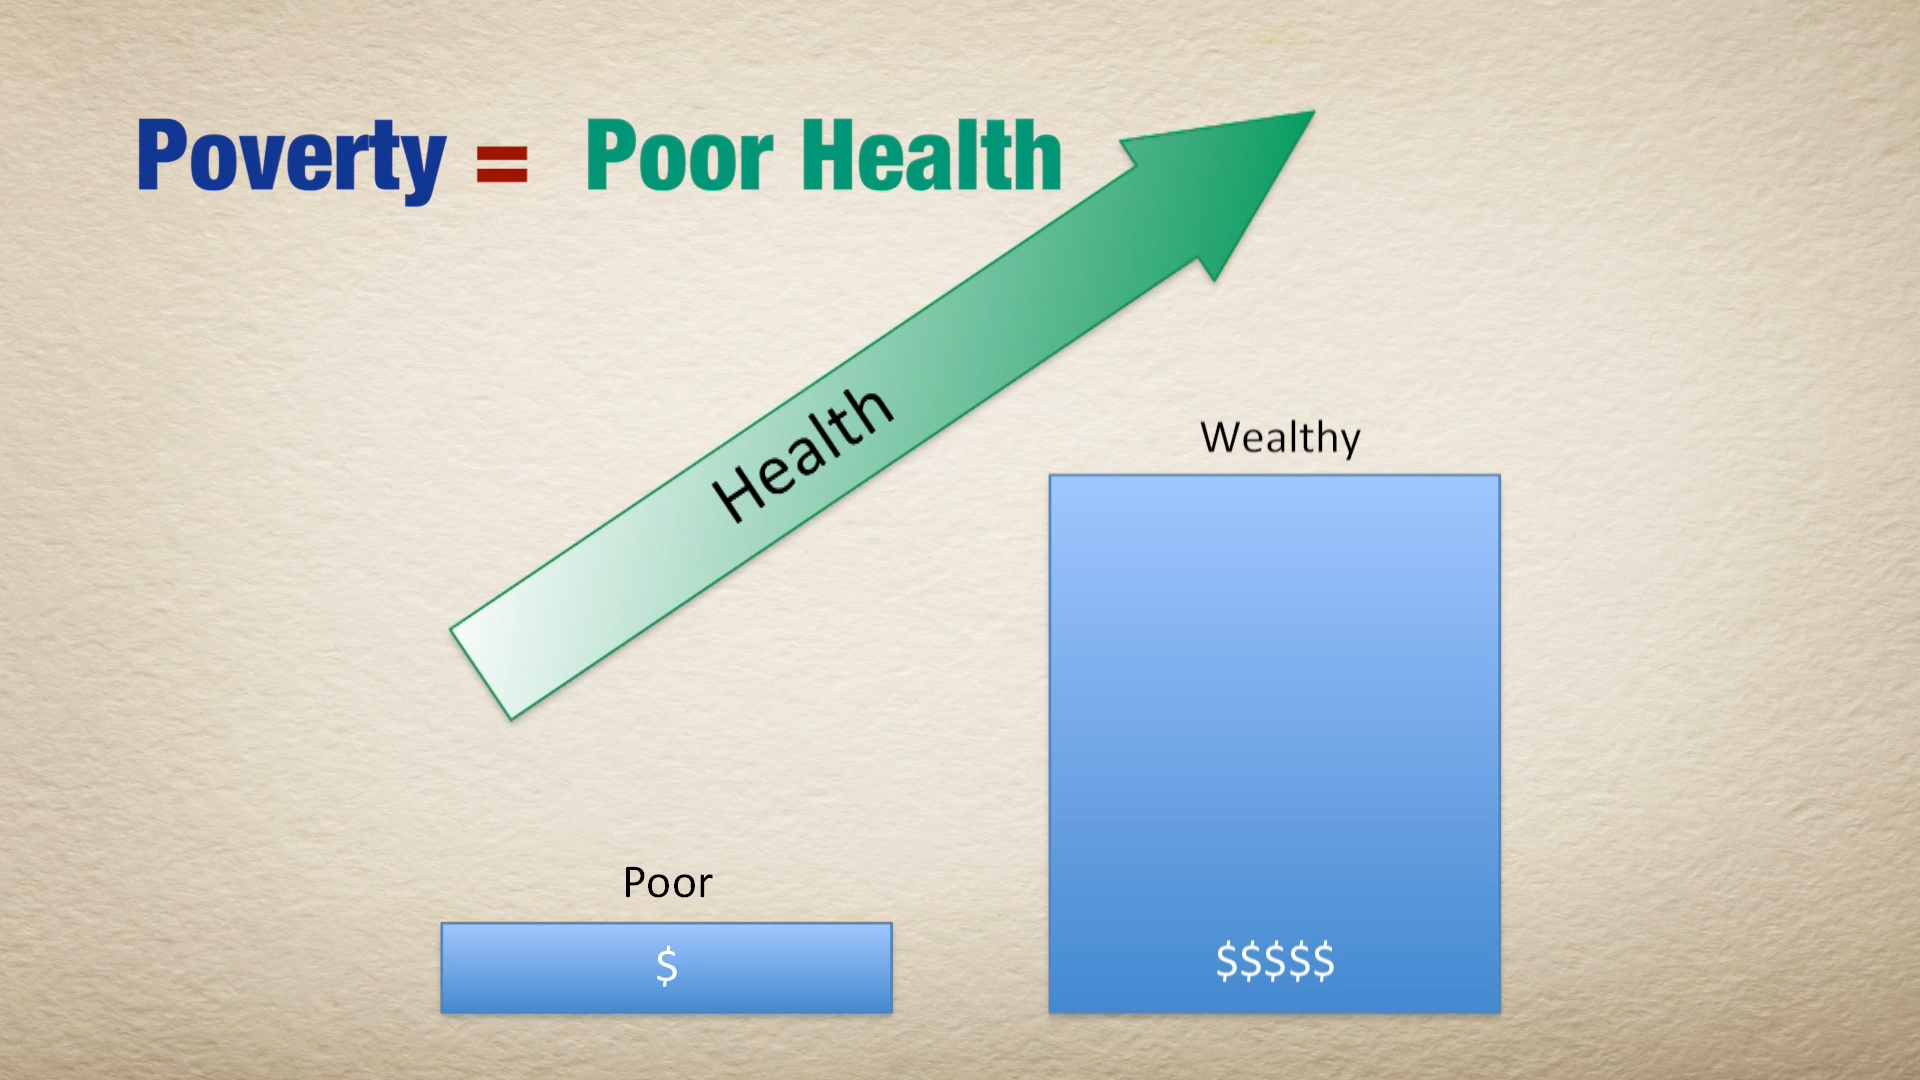 Poverty = Poor Health
Health
Wealthy
Poor
$
$$$$$